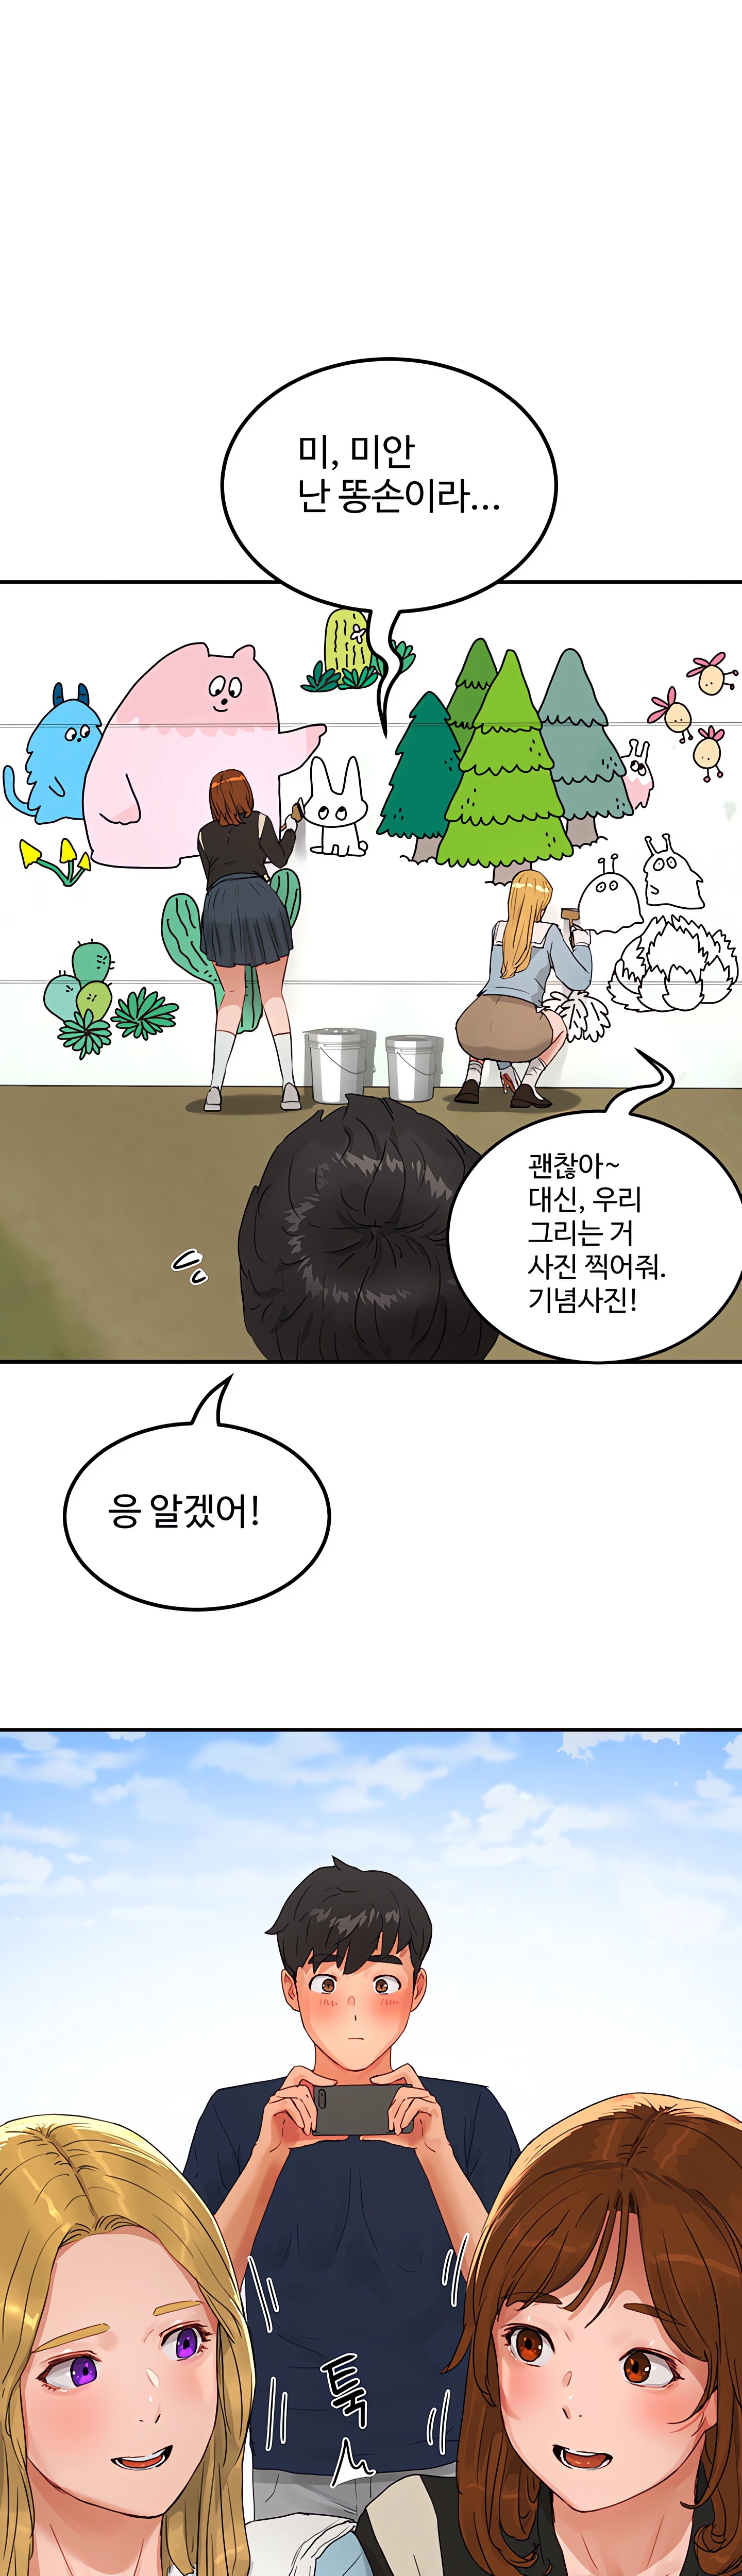 미, 미안
난 똥손이라...
괜찮아~
대신, 우리
그리는 거
사진 찍어줘.
기념사진!
응 알겠어!
툭